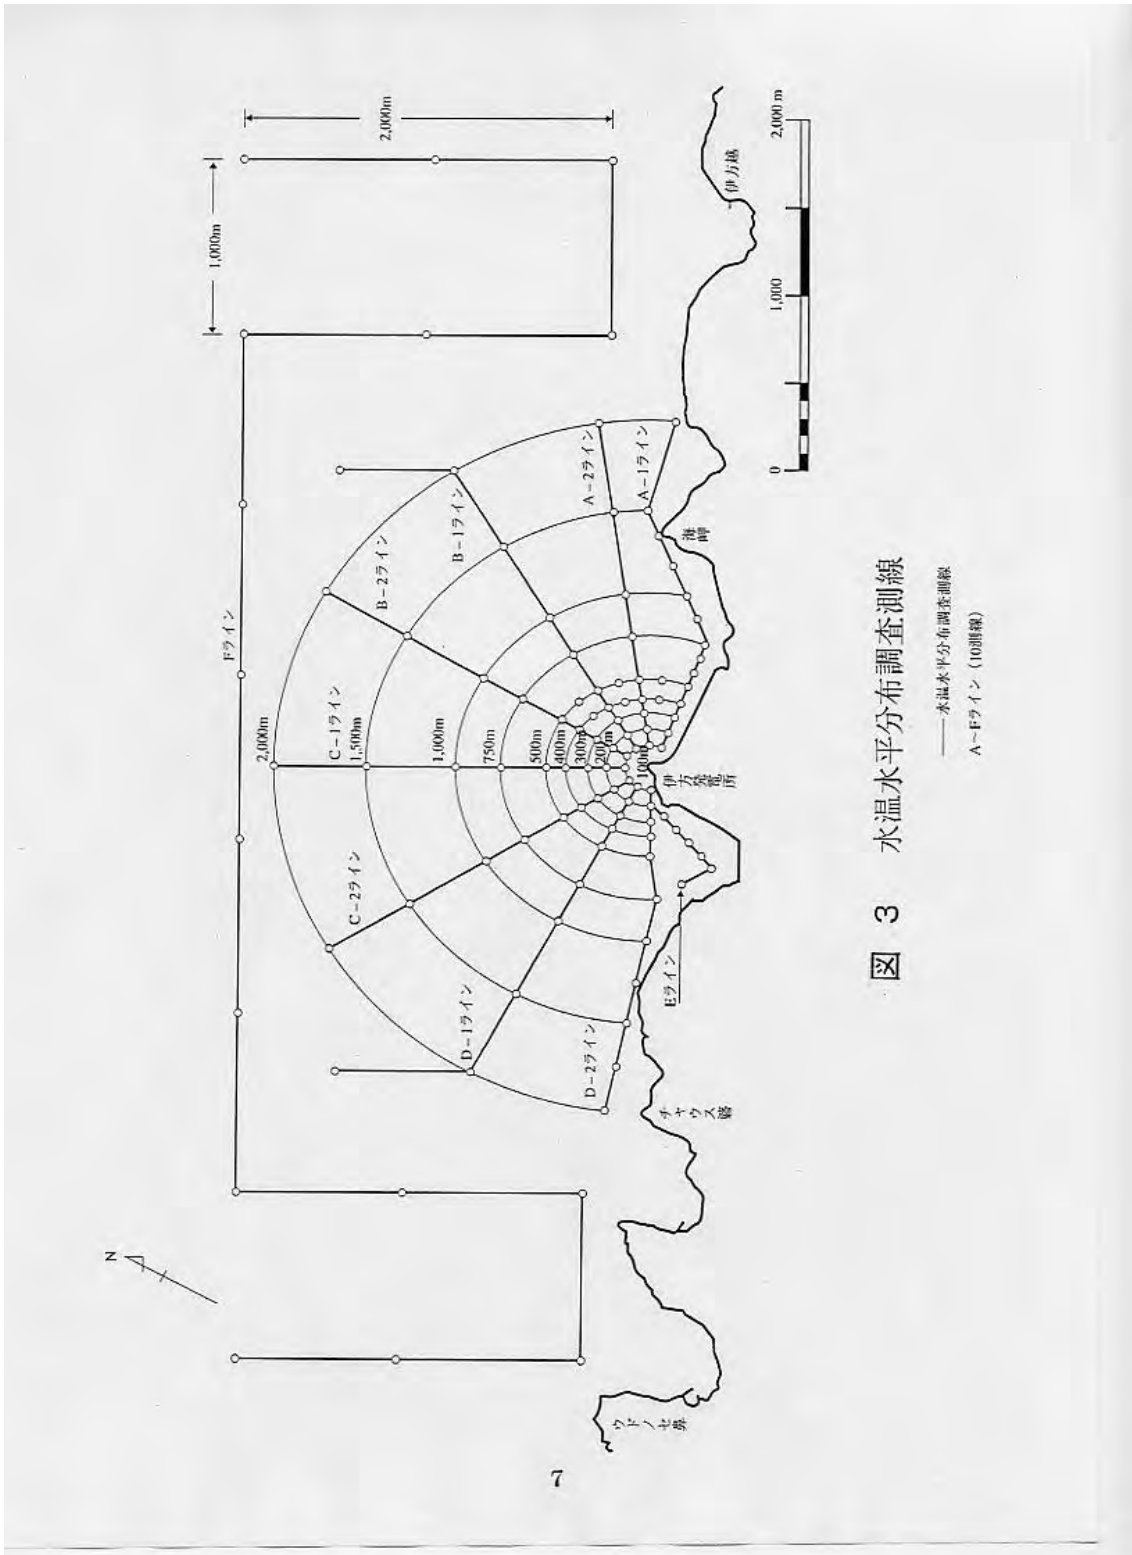 N
2,000m
1,000m
Fライン
2,000m
C-1ライン
1,500m
1,000m
750m
500m
400m
300m
200m
100m
C-2ライン
D-1ライン
D-2ライン
B-2ライン
B-1ライン
A-2ライン
A-1ライン
Eライン
ウドノセ鼻
チャウス
伊方発電所
海岬
伊方越
0
1,000
2,000 m
図 3 水温水平分布調査測線
水温水平分布調査測線
A~Fライン (10測線)
7